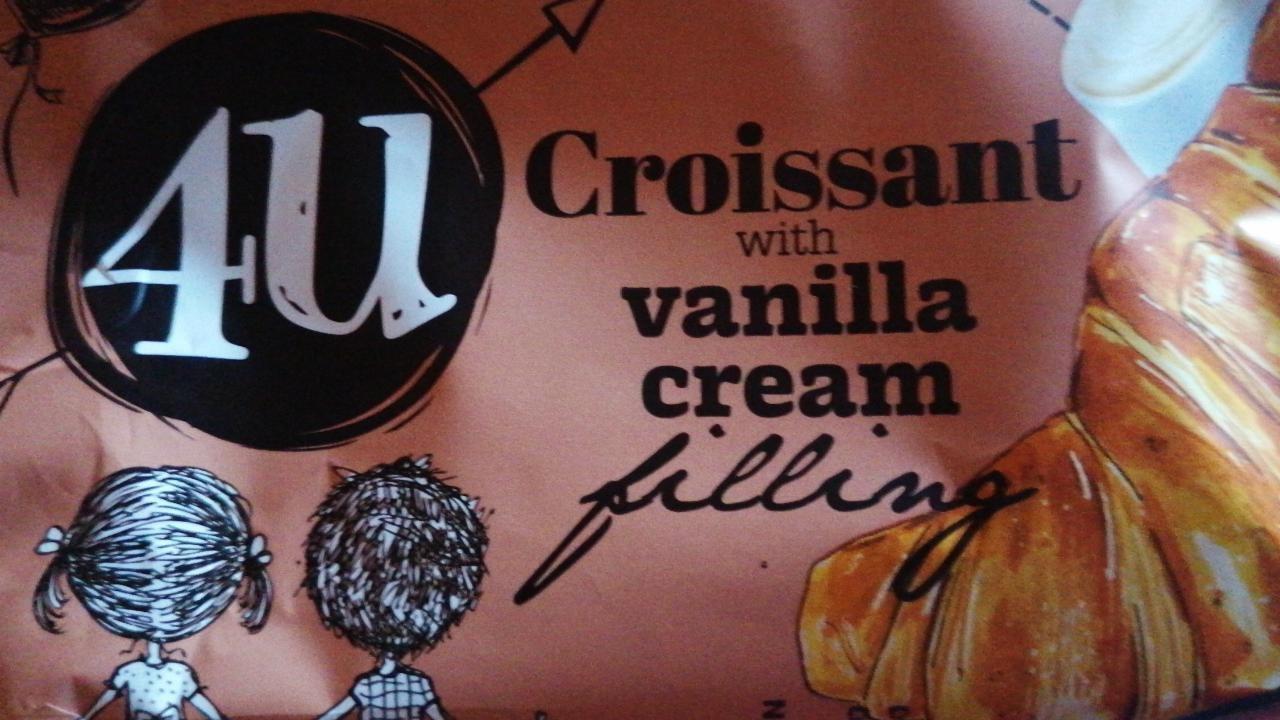 4U
Croissant
with
vanilla
cream
filling